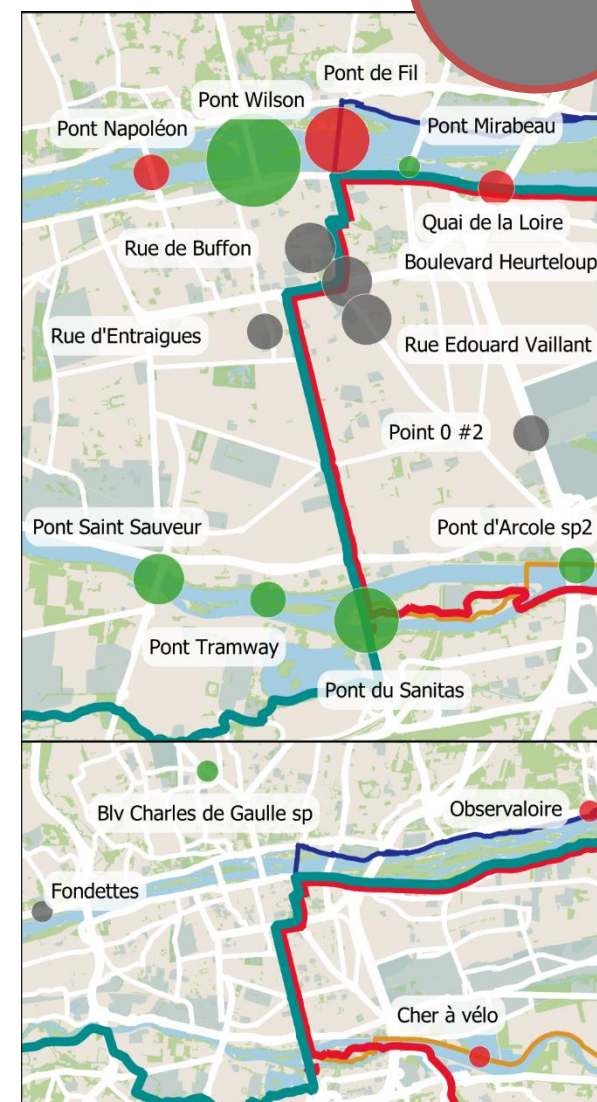 Pont de Fil
Pont Wilson
Pont Napoléon
Pont Mirabeau
Quai de la Loire
Rue de Buffon
Boulevard Heurteloup
Rue d'Entraigues
Rue Edouard Vaillant
Point 0 #2
Pont Saint Sauveur
Pont d'Arcole sp2
Pont Tramway
Pont du Sanitas
Blv Charles de Gaulle sp
Observaloire
Fondettes
Cher à vélo